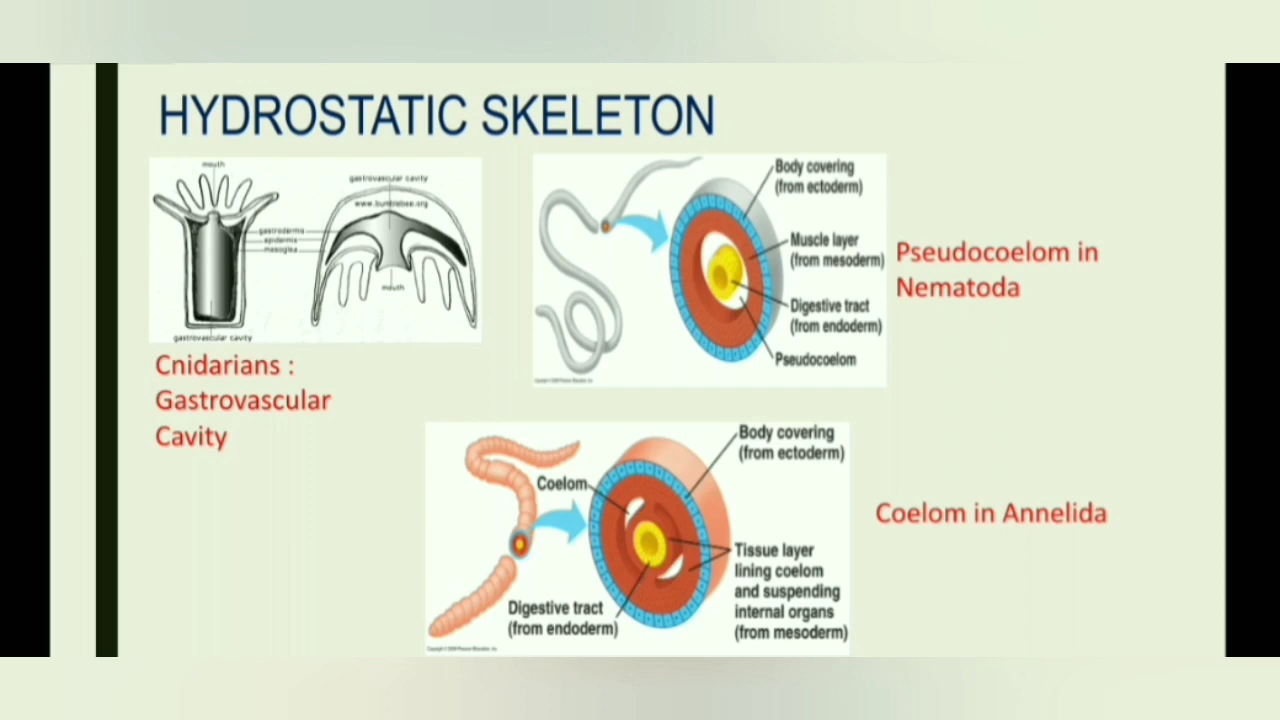 HYDROSTATIC SKELETON
mouth
gastrovascular cavity
gastroderms
epiderms
mesoglea
gastrovascular cavity
www.bumblebee.org
mouth
Cnidarians :
Gastrovascular
Cavity
Body covering
(from ectoderm)
Muscle layer
(from mesoderm)
Digestive tract
(from endoderm)
Pseudocoelom
Pseudocoelom in
Nematoda
Coelom
Digestive tract
(from endoderm)
Body covering
(from ectoderm)
Tissue layer
lining coelom
and suspending
internal organs
(from mesoderm)
Coelom in Annelida